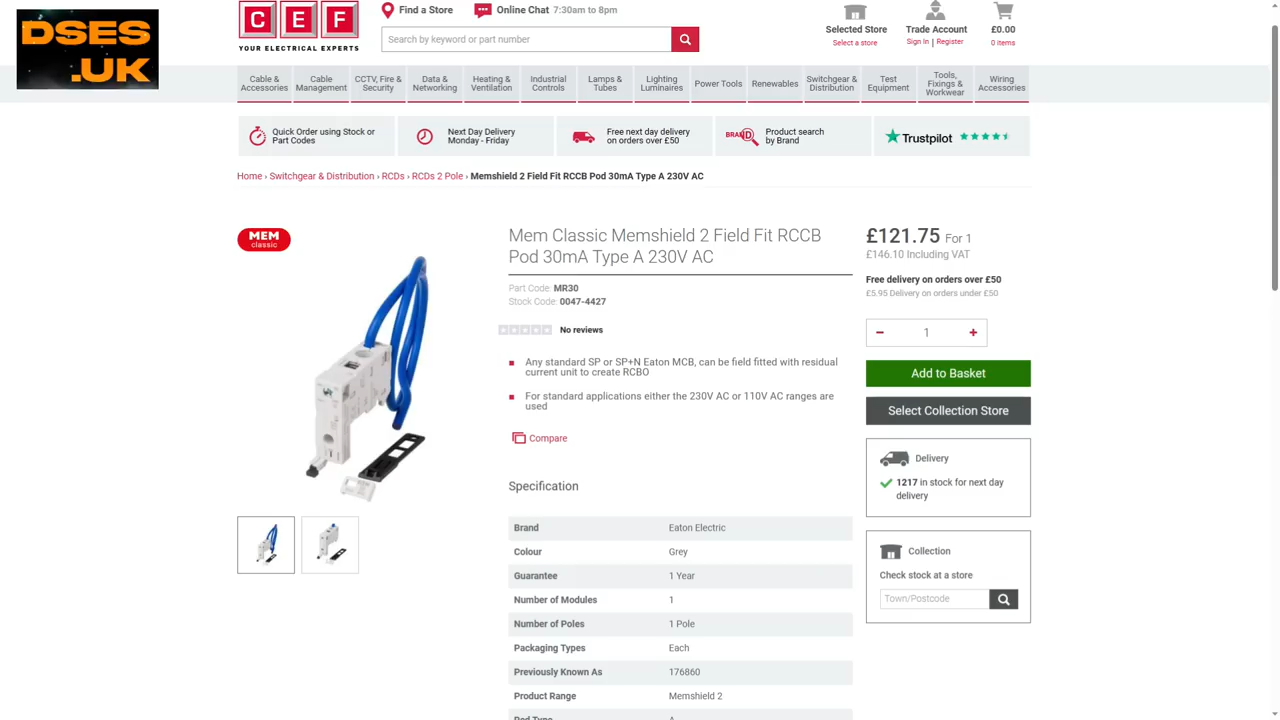 DSES
.UK
CEF
YOUR ELECTRICAL EXPERTS
Find a Store
Online Chat 7:30am to 8pm
Search by keyword or part number
Selected Store
Select a store
Trade Account
Sign In | Register
£0.00
0 items
Cable &
Accessories
Cable
Management
CCTV, Fire &
Security
Data &
Networking
Heating &
Ventilation
Industrial
Controls
Lamps &
Tubes
Lighting
Luminaires
Power Tools
Renewables
Switchgear &
Distribution
Test
Equipment
Tools,
Fixings &
Workwear
Wiring
Accessories
Quick Order using Stock or
Part Codes
Next Day Delivery
Monday - Friday
Free next day delivery
on orders over £50
BRAND
Product search
by Brand
Trustpilot
Home › Switchgear & Distribution › RCDs › RCDs 2 Pole › Memshield 2 Field Fit RCCB Pod 30mA Type A 230V AC
MEM
classic
Mem Classic Memshield 2 Field Fit RCCB
Pod 30mA Type A 230V AC
Part Code: MR30
Stock Code: 0047-4427
No reviews
Any standard SP or SP+N Eaton MCB, can be field fitted with residual
current unit to create RCBO
For standard applications either the 230V AC or 110V AC ranges are
used
Compare
Specification
Brand Eaton Electric
Colour Grey
Guarantee 1 Year
Number of Modules 1
Number of Poles 1 Pole
Packaging Types Each
Previously Known As 176860
Product Range Memshield 2
£121.75 For 1
£146.10 Including VAT
Free delivery on orders over £50
£5.95 Delivery on orders under £50
− 1 +
Add to Basket
Select Collection Store
Delivery
1217 in stock for next day
delivery
Collection
Check stock at a store
Town/Postcode